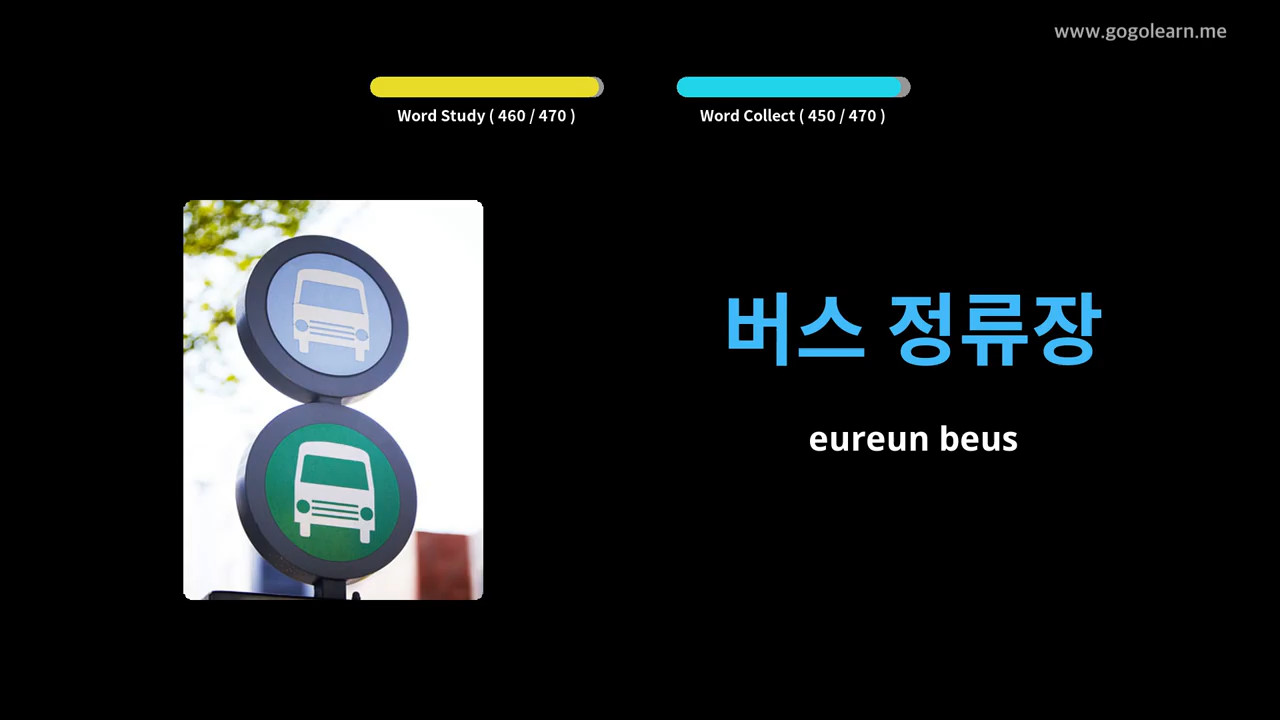 www.gogolearn.me
Word Study ( 460 / 470 )
Word Collect ( 450 / 470 )
버스 정류장
eureun beus